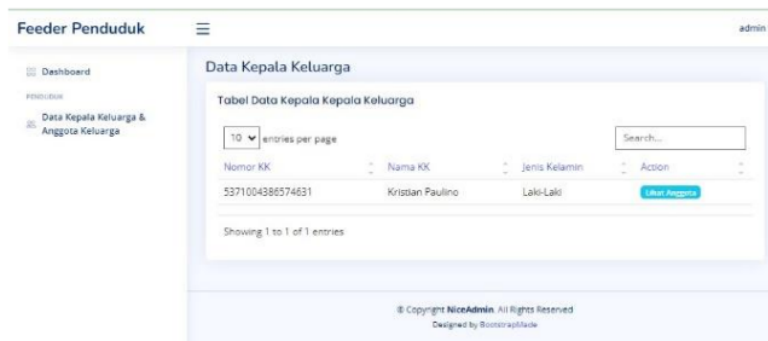 Feeder Penduduk
admin
Dashboard
PENDUDUK
Data Kepala Keluarga &
Anggota Keluarga
Data Kepala Keluarga
Tabel Data Kepala Kepala Keluarga
10 entries per page
Search...
Nomor KK Nama KK Jenis Kelamin Action
5371004386574631 Kristian Paulino Laki-Laki Lihat Anggota
Showing 1 to 1 of 1 entries
© Copyright NiceAdmin. All Rights Reserved
Designed by BootstrapMade